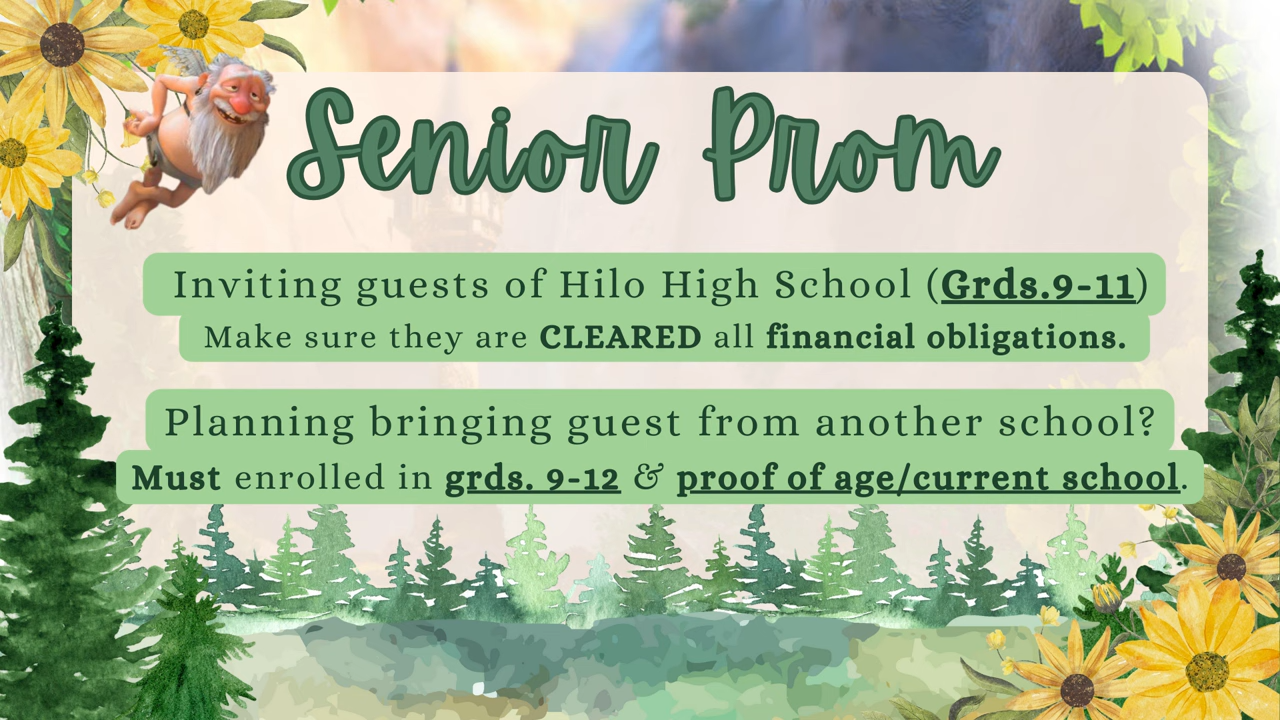 Senior Prom
Inviting guests of Hilo High School (Grds.9-11)
Make sure they are CLEARED all financial obligations.
Planning bringing guest from another school?
Must enrolled in grds. 9-12 & proof of age/current school.